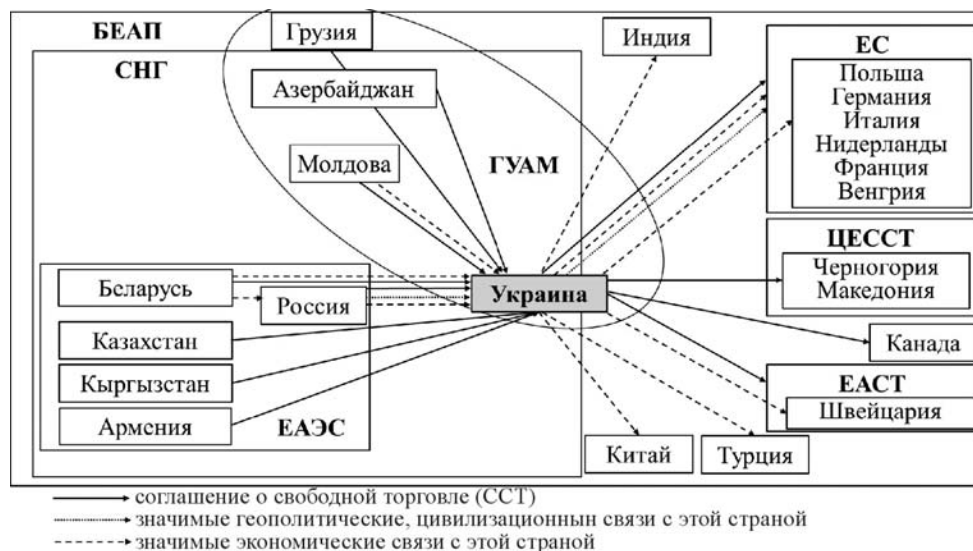 БЕАП
Грузия
Индия
ЕС
СНГ
Польша
Германия
Италия
Нидерланды
Франция
Венгрия
Азербайджан
Молдова
ГУАМ
ЦЕССТ
Черногория
Македония
Беларусь
Россия
Украина
Казахстан
Канада
Кыргызстан
ЕАСТ
Швейцария
Армения
ЕАЭС
Китай
Турция
соглашение о свободной торговле (ССТ)
значимые геополитические, цивилизационнын связи с этой страной
значимые экономические связи с этой страной